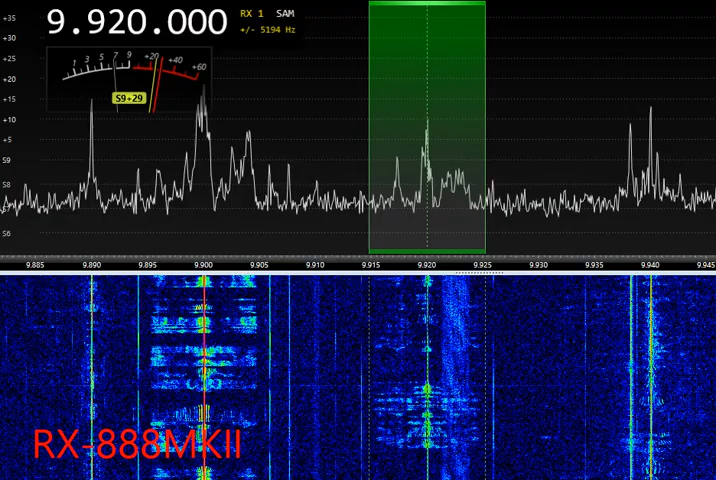 9.920.000
RX 1 SAM
+/- 5194 Hz
1 3 5 7 9 +20 +40 +60
S9+29
+35
+30
+25
+20
+15
+10
+5
S9
S8
S6
9.885 9.890 9.895 9.900 9.905 9.910 9.915 9.920 9.925 9.930 9.935 9.940 9.945
RX-888MKII